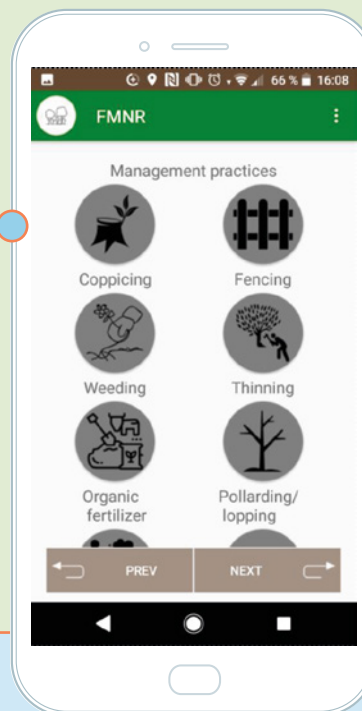 66 % 16:08
FMNR
Management practices
Coppicing Fencing
Weeding Thinning
Organic fertilizer
Pollarding/ lopping
PREV NEXT